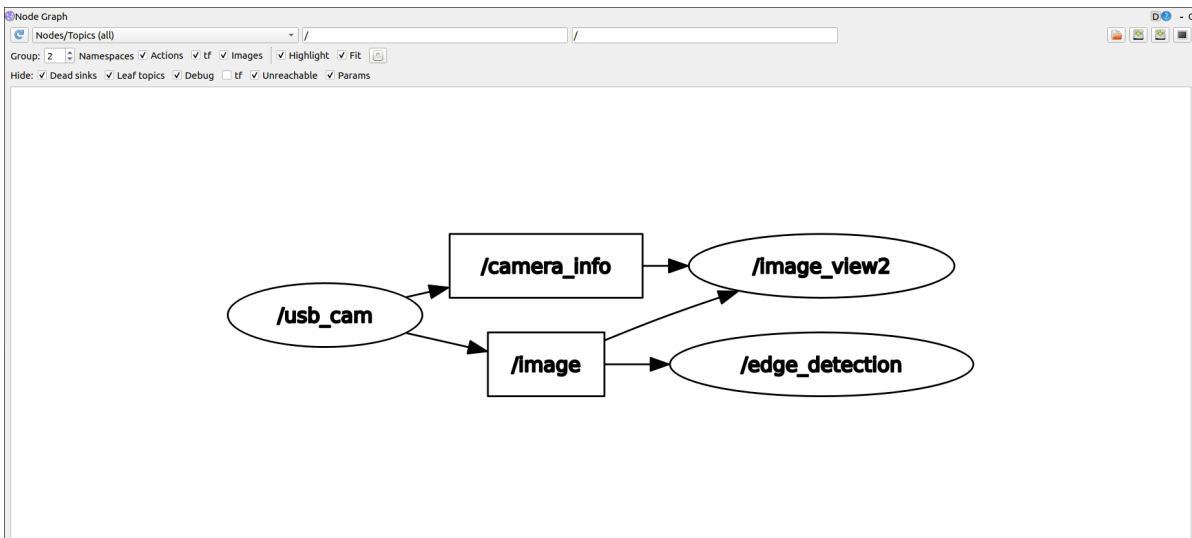 Node Graph
D? - O
Nodes/Topics (all) / /
Group: 2 Namespaces Actions tf Images Highlight Fit
Hide: Dead sinks Leaf topics Debug tf Unreachable Params
/camera_info
/image_view2
/usb_cam
/image
/edge_detection